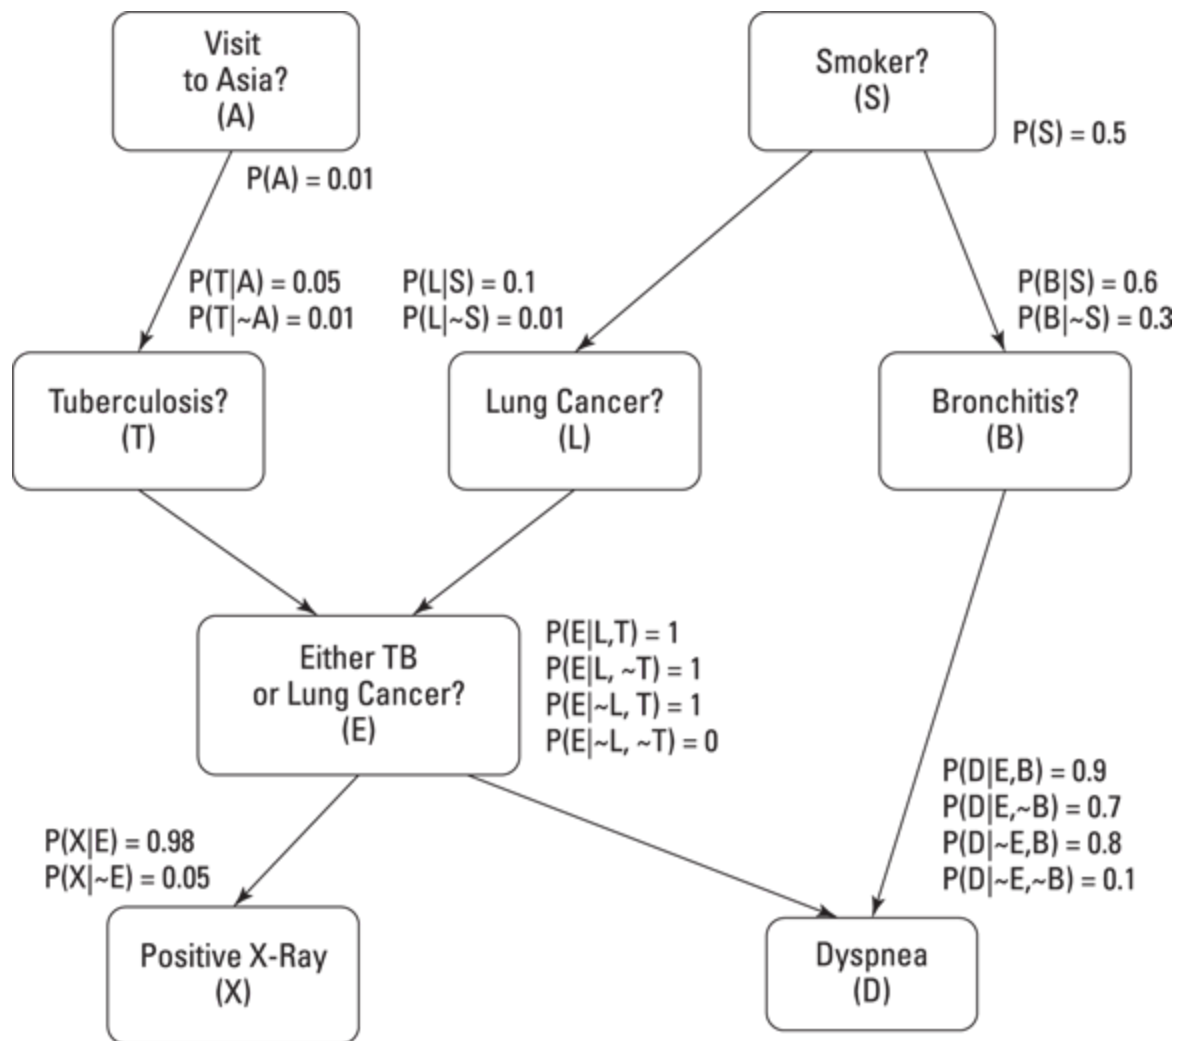 Visit
to Asia?
(A)
Smoker?
(S)
P(S) = 0.5
P(A) = 0.01
P(T|A) = 0.05
P(T|~A) = 0.01
P(L|S) = 0.1
P(L|~S) = 0.01
P(B|S) = 0.6
P(B|~S) = 0.3
Tuberculosis?
(T)
Lung Cancer?
(L)
Bronchitis?
(B)
Either TB
or Lung Cancer?
(E)
P(E|L,T) = 1
P(E|L, ~T) = 1
P(E|~L, T) = 1
P(E|~L, ~T) = 0
P(X|E) = 0.98
P(X|~E) = 0.05
P(D|E,B) = 0.9
P(D|E,~B) = 0.7
P(D|~E,B) = 0.8
P(D|~E,~B) = 0.1
Positive X-Ray
(X)
Dyspnea
(D)